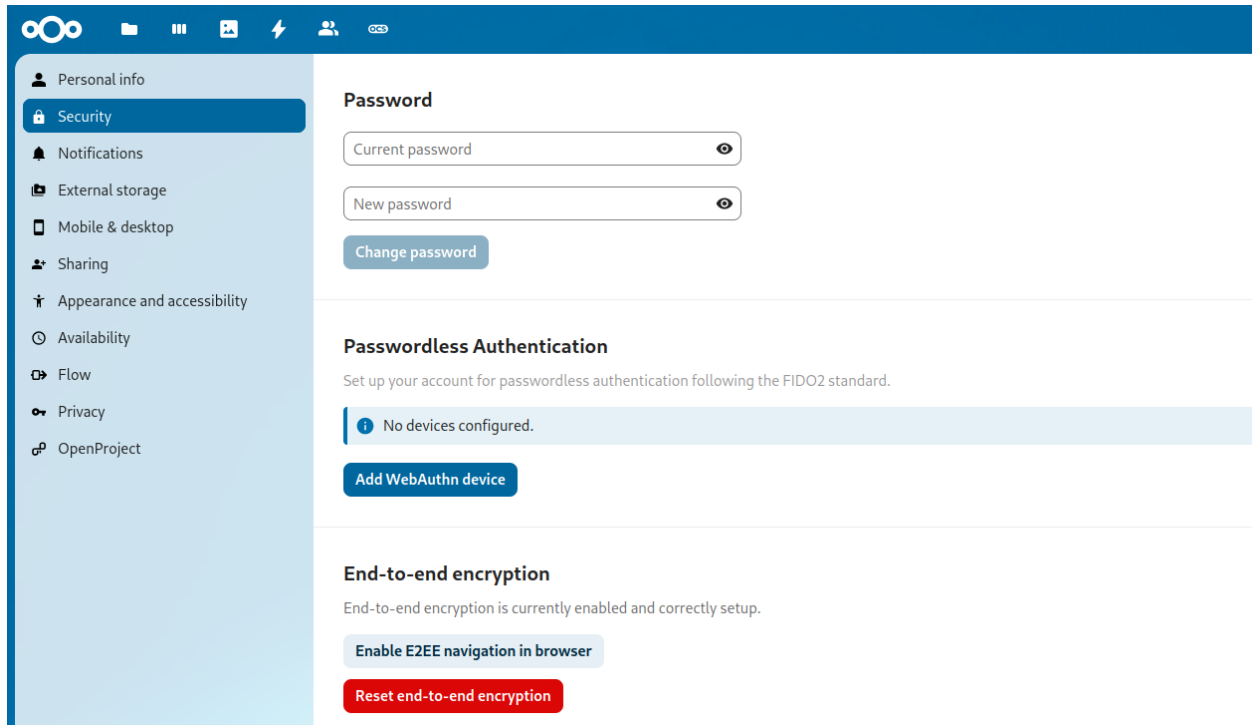 OCS
Personal info
Security
Notifications
External storage
Mobile & desktop
Sharing
Appearance and accessibility
Availability
Flow
Privacy
OpenProject
Password
Current password
New password
Change password
Passwordless Authentication
Set up your account for passwordless authentication following the FIDO2 standard.
No devices configured.
Add WebAuthn device
End-to-end encryption
End-to-end encryption is currently enabled and correctly setup.
Enable E2EE navigation in browser
Reset end-to-end encryption